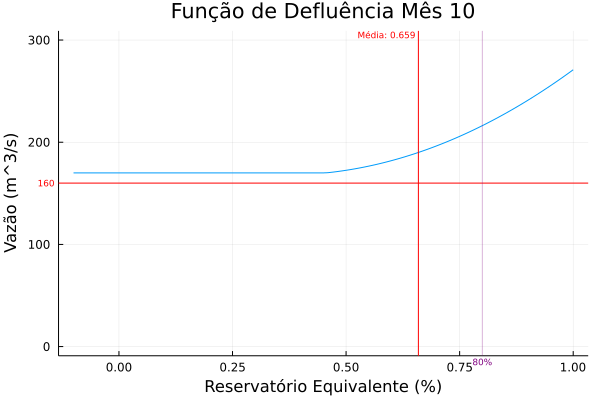 Função de Defluência Mês 10
Média: 0.659
300
200
160
100
0
Vazão (m^3/s)
0.00
0.25
0.50
0.75
80%
1.00
Reservatório Equivalente (%)